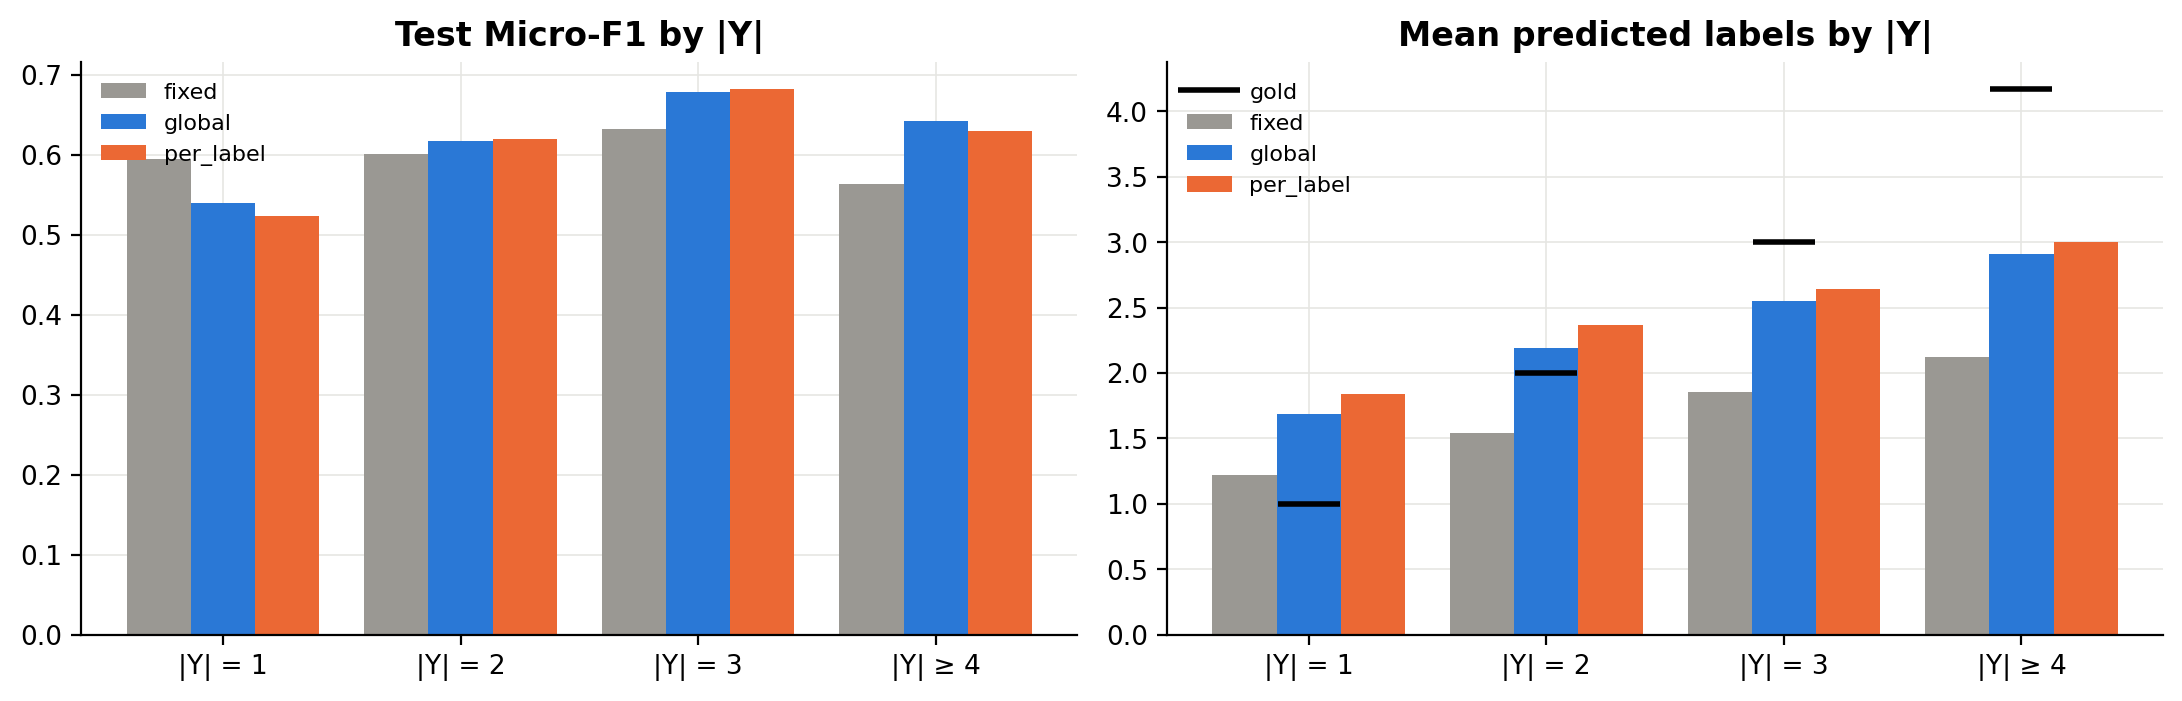 Test Micro-F1 by |Y|
0.7
0.6
0.5
0.4
0.3
0.2
0.1
0.0
fixed
global
per_label
|Y| = 1
|Y| = 2
|Y| = 3
|Y| ≥ 4
Mean predicted labels by |Y|
4.0
3.5
3.0
2.5
2.0
1.5
1.0
0.5
0.0
gold
fixed
global
per_label
|Y| = 1
|Y| = 2
|Y| = 3
|Y| ≥ 4